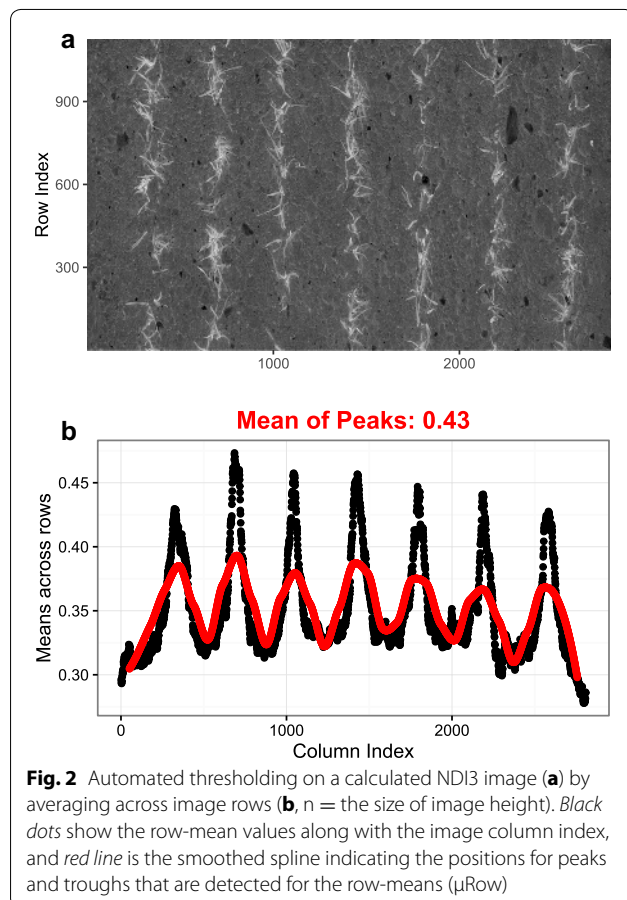 a
900
600
300
Row Index
1000 2000
b
Mean of Peaks: 0.43
0.45
0.40
0.35
0.30
Means across rows
0 1000 2000
Column Index
Fig. 2 Automated thresholding on a calculated NDI3 image (a) by
averaging across image rows (b, n = the size of image height). Black
dots show the row-mean values along with the image column index,
and red line is the smoothed spline indicating the positions for peaks
and troughs that are detected for the row-means (μRow)